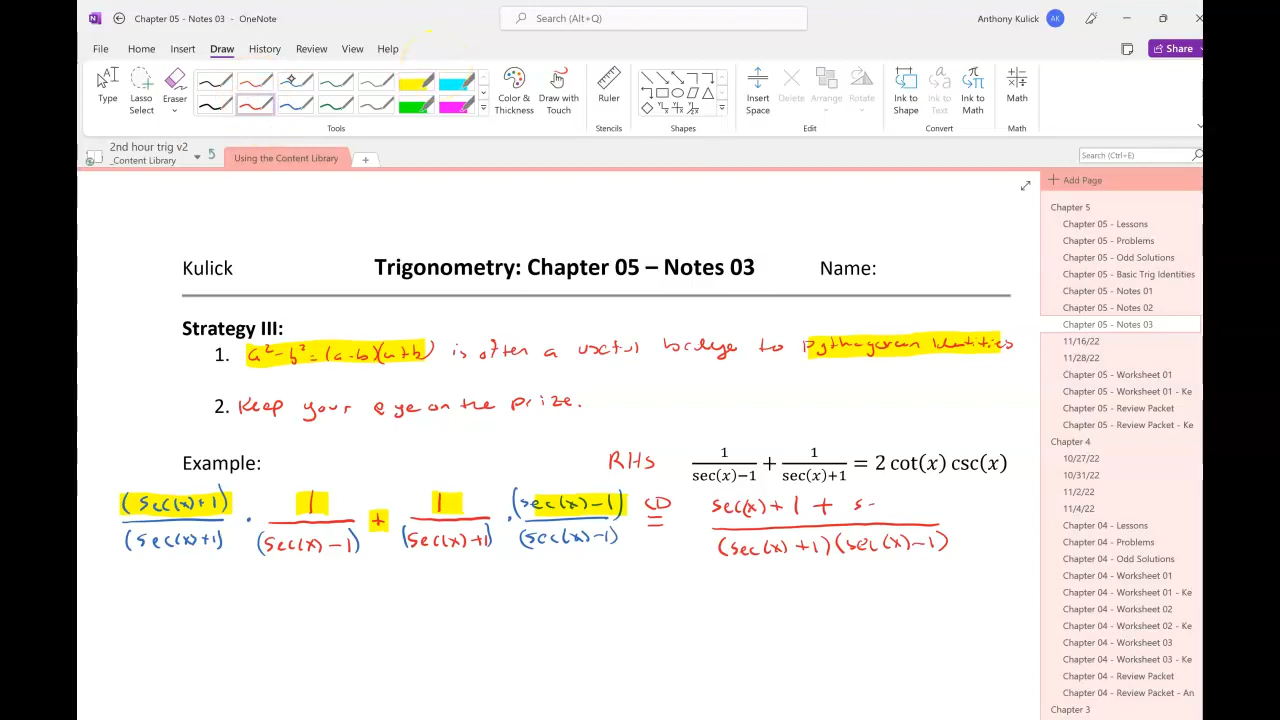 Chapter 05 - Notes 03 - OneNote
Search (Alt+Q)
Anthony Kulick
AK
File Home Insert Draw History Review View Help
Share
Type
Lasso Select
Eraser
Color & Thickness
Draw with Touch
Ruler
Insert Space
Delete
Arrange
Rotate
Ink to Shape
Ink to Text
Ink to Math
Math
Tools
Stencils
Shapes
Edit
Convert
Math
2nd hour trig v2
_Content Library
Using the Content Library
Search (Ctrl+E)
Kulick Trigonometry: Chapter 05 – Notes 03 Name:
Strategy III:
1. a² - b² = (a - b)(a + b) is often a useful bridge to Pythagorean Identities
2. Keep your eye on the prize.
Example: RHS 1/(sec(x)−1) + 1/(sec(x)+1) = 2 cot(x) csc(x)
(sec(x)+1)/(sec(x)+1) · 1/(sec(x)-1) + 1/(sec(x)+1) · (sec(x)-1)/(sec(x)-1) CD = (sec(x)+1 + s)/((sec(x)+1)(sec(x)-1))
Add Page
Chapter 5
Chapter 05 - Lessons
Chapter 05 - Problems
Chapter 05 - Odd Solutions
Chapter 05 - Basic Trig Identities
Chapter 05 - Notes 01
Chapter 05 - Notes 02
Chapter 05 - Notes 03
11/16/22
11/28/22
Chapter 05 - Worksheet 01
Chapter 05 - Worksheet 01 - Ke
Chapter 05 - Review Packet
Chapter 05 - Review Packet - Ke
Chapter 4
10/27/22
10/31/22
11/2/22
11/4/22
Chapter 04 - Lessons
Chapter 04 - Problems
Chapter 04 - Odd Solutions
Chapter 04 - Worksheet 01
Chapter 04 - Worksheet 01 - Ke
Chapter 04 - Worksheet 02
Chapter 04 - Worksheet 02 - Ke
Chapter 04 - Worksheet 03
Chapter 04 - Worksheet 03 - Ke
Chapter 04 - Review Packet
Chapter 04 - Review Packet - An
Chapter 3